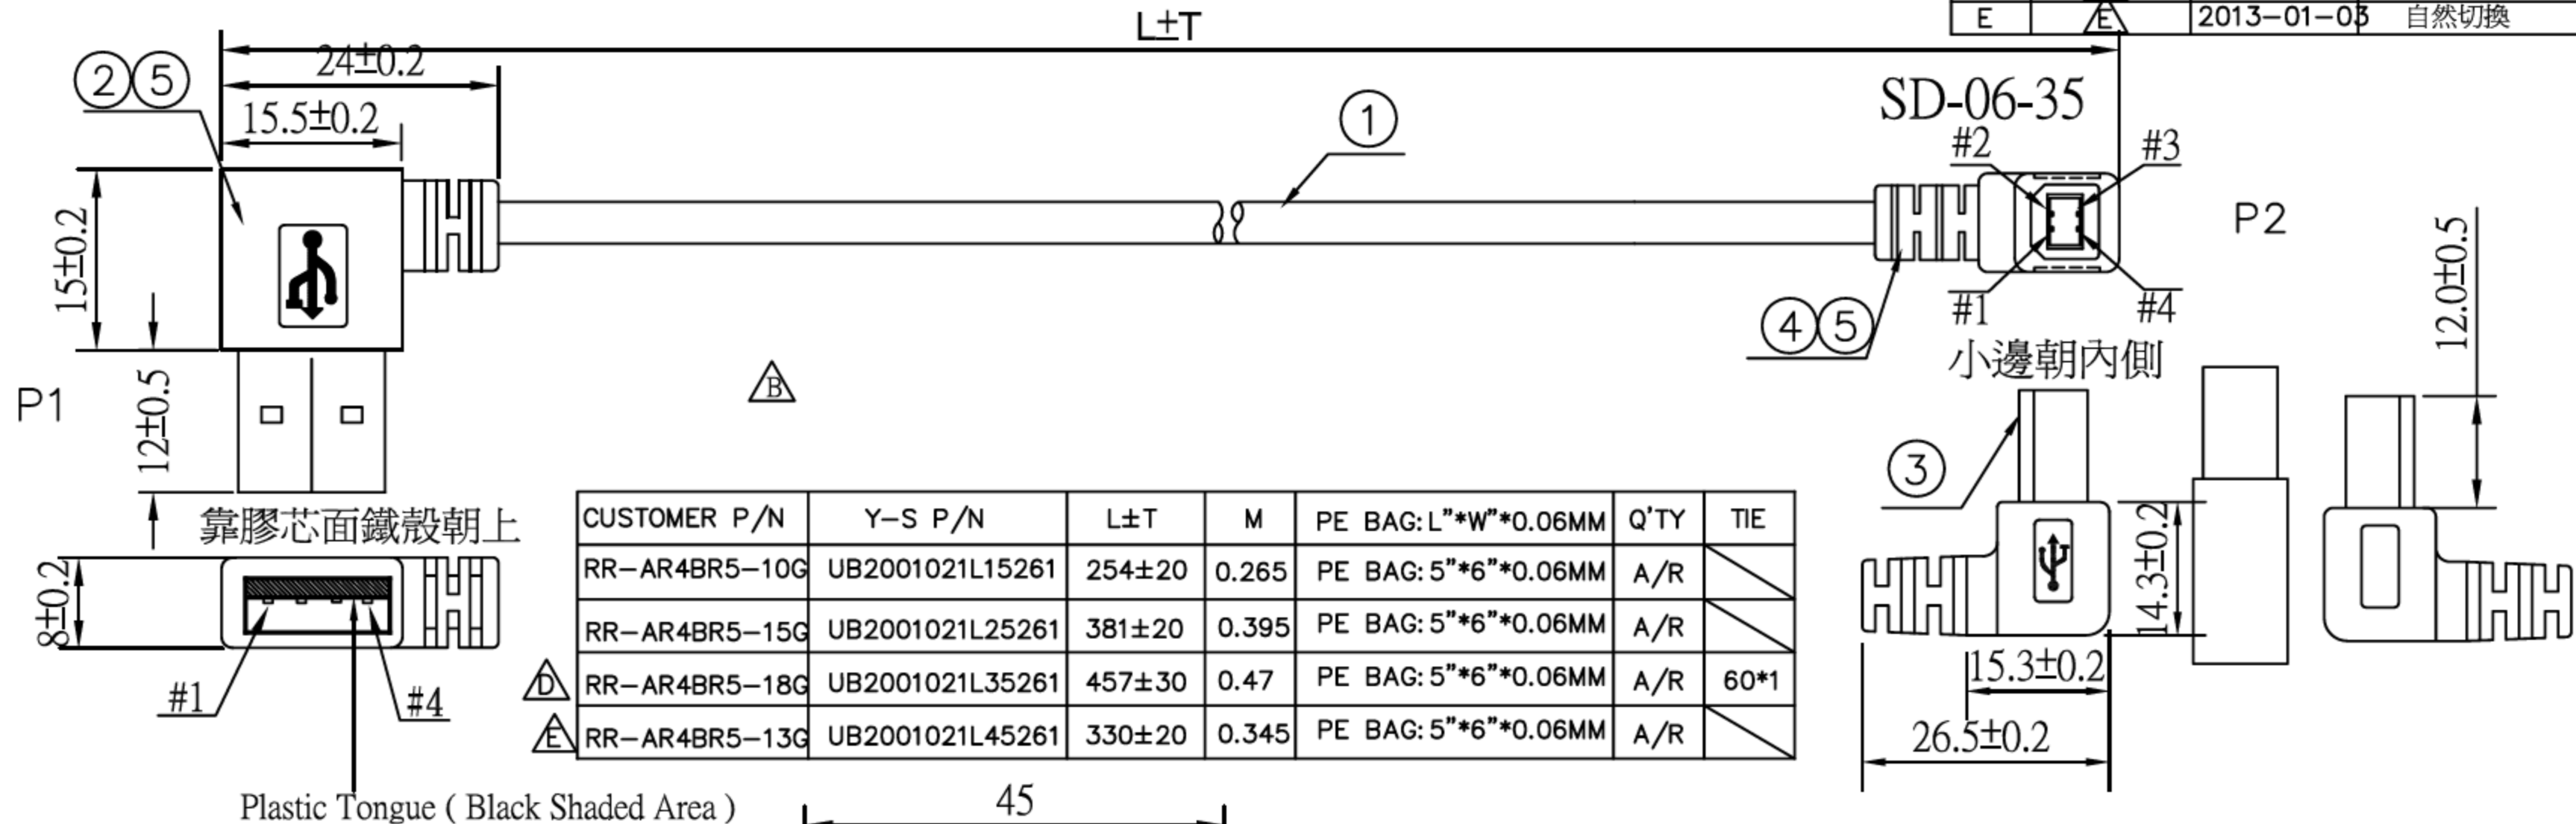 E E 2013-01-03 自然切換
L±T
24±0.2
② ⑤
15.5±0.2
①
SD-06-35
#2 #3
P2
15±0.2
12.0±0.5
#1 #4
④ ⑤
小邊朝內側
P1
12±0.5
B
③
靠膠芯面鐵殼朝上
8±0.2
#1 #4
Plastic Tongue ( Black Shaded Area )
CUSTOMER P/N Y-S P/N L±T M PE BAG: L"*W"*0.06MM Q'TY TIE
RR-AR4BR5-10G UB2001021L15261 254±20 0.265 PE BAG: 5"*6"*0.06MM A/R
RR-AR4BR5-15G UB2001021L25261 381±20 0.395 PE BAG: 5"*6"*0.06MM A/R
D RR-AR4BR5-18G UB2001021L35261 457±30 0.47 PE BAG: 5"*6"*0.06MM A/R 60*1
E RR-AR4BR5-13G UB2001021L45261 330±20 0.345 PE BAG: 5"*6"*0.06MM A/R
14.3±0.2
15.3±0.2
26.5±0.2
45